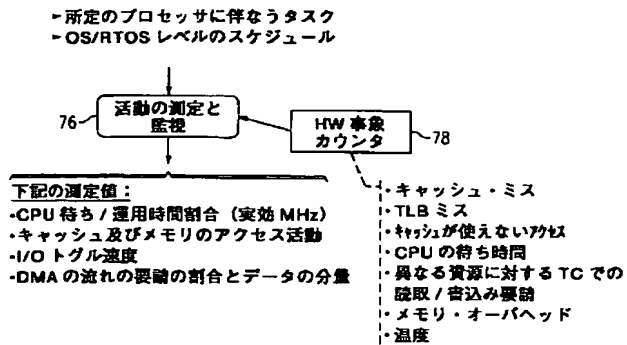 ►所定のプロセッサに伴なうタスク
►OS/RTOS レベルのスケジュール
76
活動の測定と
監視
HW 事象
カウンタ
78
下記の測定値：
・CPU 待ち / 運用時間割合（実効 MHz）
・キャッシュ及びメモリのアクセス活動
・I/O トグル速度
・DMA の流れの要請の割合とデータの分量
・キャッシュ・ミス
・TLB ミス
・キャッシュが使えないアクセス
・CPU の待ち時間
・異なる資源に対する TC での
読取 / 書込み要請
・メモリ・オーバヘッド
・温度